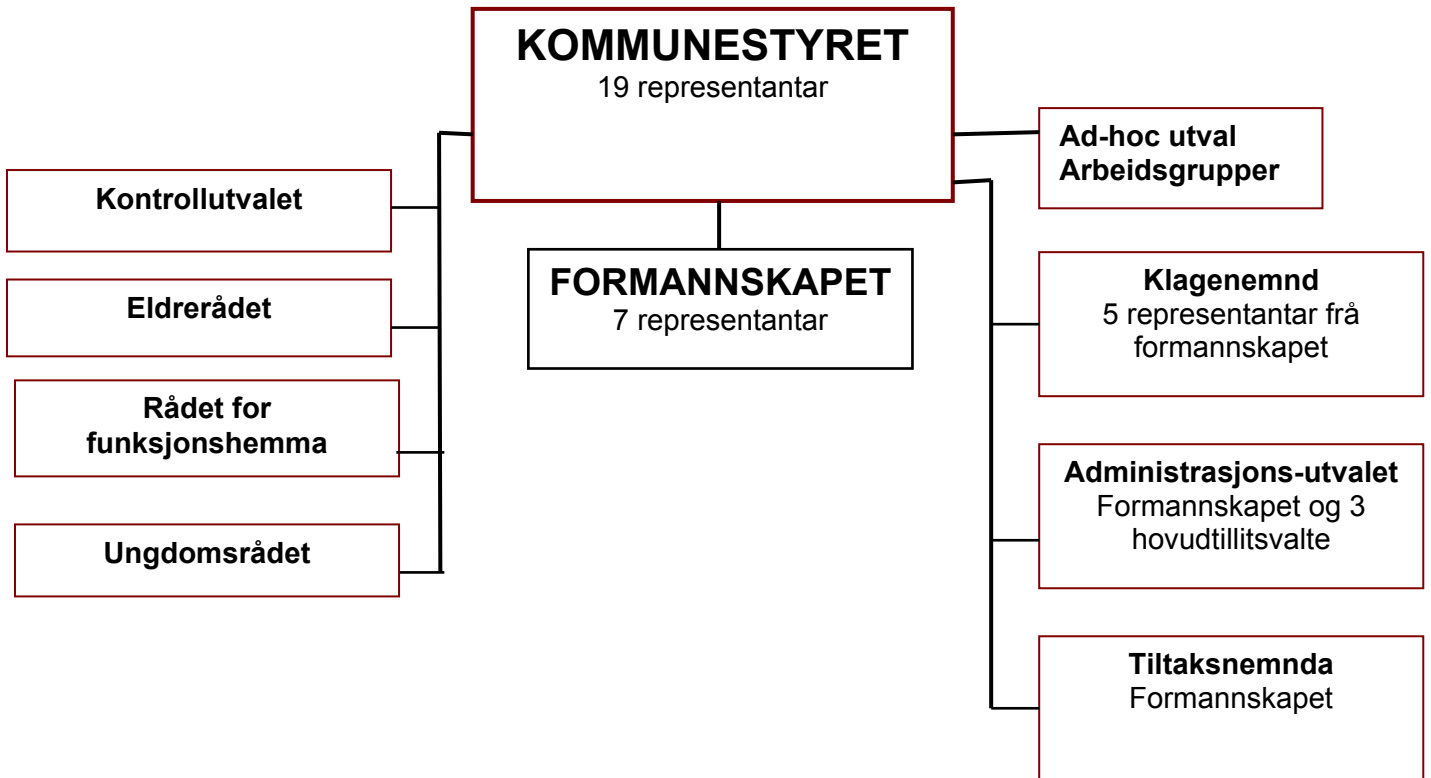 KOMMUNESTYRET
19 representantar
Ad-hoc utval
Arbeidsgrupper
Kontrollutvalet
FORMANNSKAPET
7 representantar
Klagenemnd
5 representantar frå
formannskapet
Eldrerådet
Rådet for
funksjonshemma
Administrasjons-utvalet
Formannskapet og 3
hovudtillitsvalte
Ungdomsrådet
Tiltaksnemnda
Formannskapet